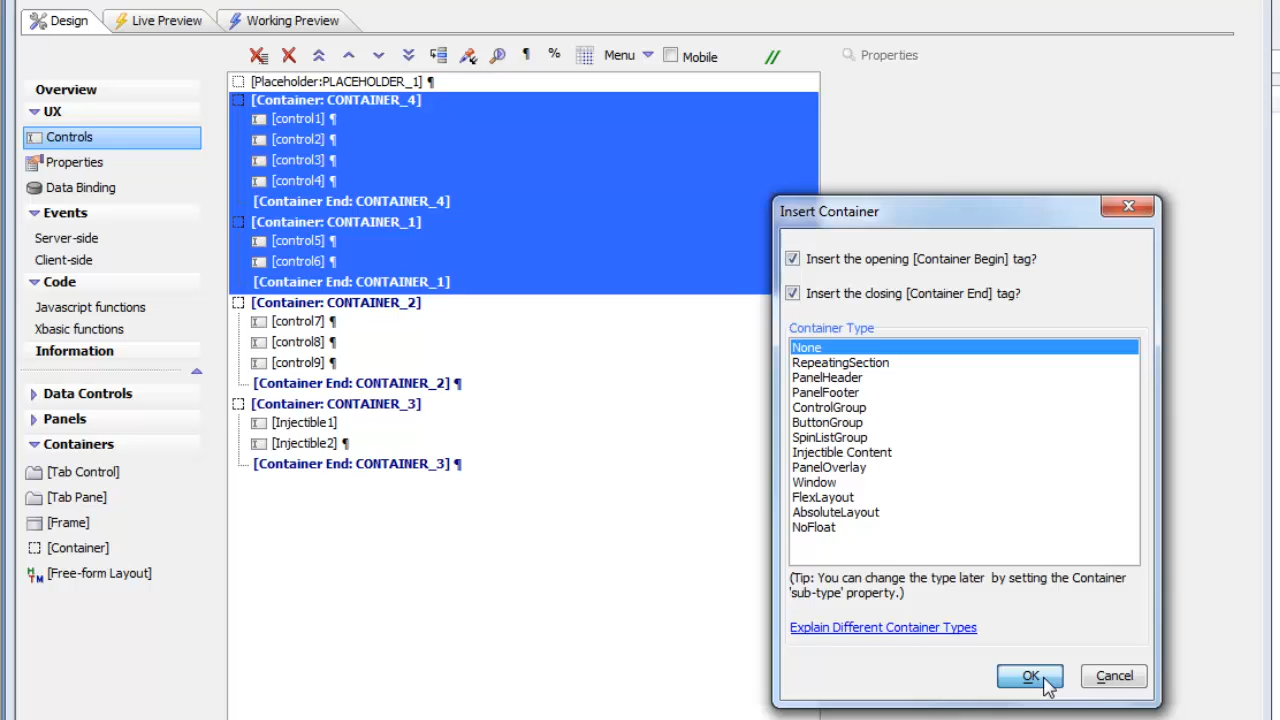 Design
Live Preview
Working Preview
¶
%
Menu
Mobile
Properties
Overview
UX
Controls
Properties
Data Binding
Events
Server-side
Client-side
Code
Javascript functions
Xbasic functions
Information
Data Controls
Panels
Containers
[Tab Control]
[Tab Pane]
[Frame]
[Container]
[Free-form Layout]
[Placeholder:PLACEHOLDER_1] ¶
[Container: CONTAINER_4]
[control1] ¶
[control2] ¶
[control3] ¶
[control4] ¶
[Container End: CONTAINER_4]
[Container: CONTAINER_1]
[control5] ¶
[control6] ¶
[Container End: CONTAINER_1]
[Container: CONTAINER_2]
[control7] ¶
[control8] ¶
[control9] ¶
[Container End: CONTAINER_2] ¶
[Container: CONTAINER_3]
[Injectible1]
[Injectible2] ¶
[Container End: CONTAINER_3] ¶
Insert Container
Insert the opening [Container Begin] tag?
Insert the closing [Container End] tag?
Container Type
None
RepeatingSection
PanelHeader
PanelFooter
ControlGroup
ButtonGroup
SpinListGroup
Injectible Content
PanelOverlay
Window
FlexLayout
AbsoluteLayout
NoFloat
(Tip: You can change the type later by setting the Container
'sub-type' property.)
Explain Different Container Types
OK
Cancel